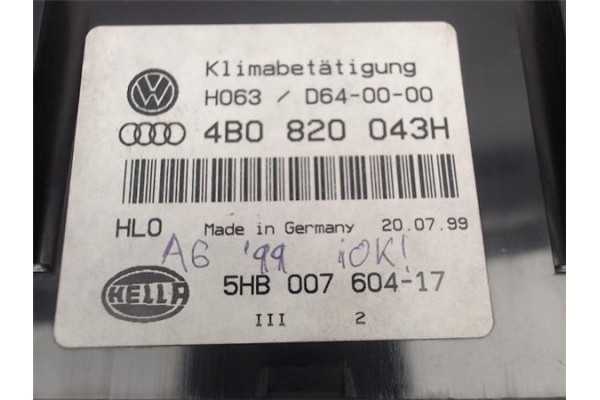 Klimabetätigung
H063 / D64-00-00
4B0 820 043H
HLO Made in Germany 20.07.99
A6 '99 ¡OK!
HELLA 5HB 007 604-17
III 2